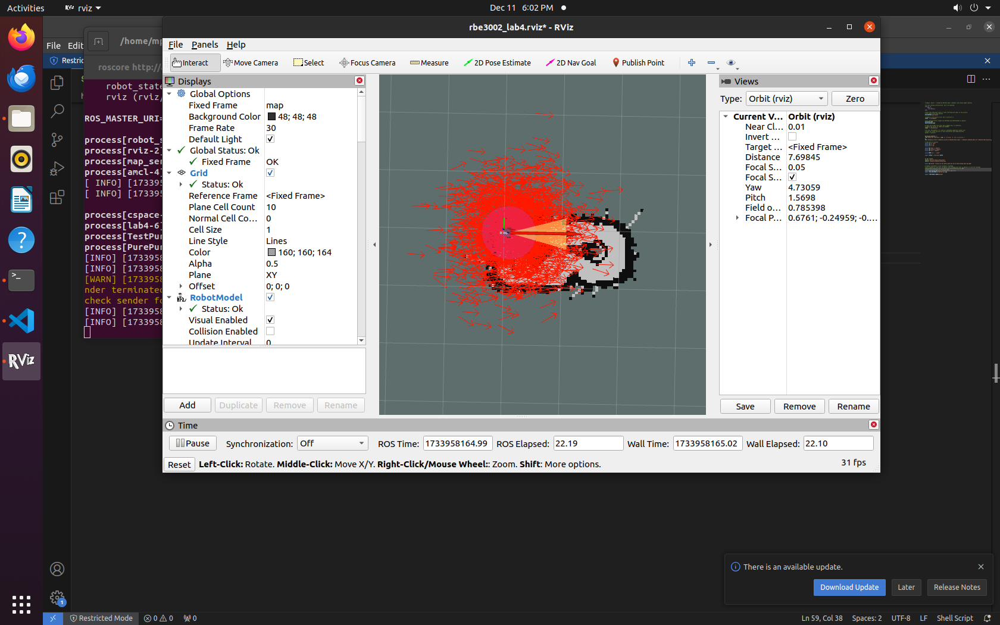 Activities
RViz rviz
Dec 11 6:02 PM
File Edit
/home/mp
Restric
roscore http://
robot_state
rviz (rviz/
ROS_MASTER_URI=
process[robot_s
process[rviz-2]
process[map_ser
process[amcl-4]
[ INFO] [173395
[ INFO] [173395
process[cspace-
process[lab4-6]
process[TestPur
process[PurePur
[INFO] [1733958
[INFO] [1733958
[WARN] [1733958
nder terminated
check sender fo
[INFO] [1733958
[INFO] [1733958
rbe3002_lab4.rviz* - RViz
File Panels Help
Interact Move Camera Select Focus Camera Measure 2D Pose Estimate 2D Nav Goal Publish Point
Displays
Global Options
Fixed Frame map
Background Color 48; 48; 48
Frame Rate 30
Default Light
Global Status: Ok
Fixed Frame OK
Grid
Status: Ok
Reference Frame <Fixed Frame>
Plane Cell Count 10
Normal Cell Co... 0
Cell Size 1
Line Style Lines
Color 160; 160; 164
Alpha 0.5
Plane XY
Offset 0; 0; 0
RobotModel
Status: Ok
Visual Enabled
Collision Enabled
Update Interval 0
Add Duplicate Remove Rename
Views
Type: Orbit (rviz) Zero
Current V... Orbit (rviz)
Near Cl... 0.01
Invert ...
Target ... <Fixed Frame>
Distance 7.69845
Focal S... 0.05
Focal S...
Yaw 4.73059
Pitch 1.5698
Field o... 0.785398
Focal P... 0.6761; -0.24959; -0....
Save Remove Rename
Time
Pause Synchronization: Off ROS Time: 1733958164.99 ROS Elapsed: 22.19 Wall Time: 1733958165.02 Wall Elapsed: 22.10
Reset Left-Click: Rotate. Middle-Click: Move X/Y. Right-Click/Mouse Wheel:: Zoom. Shift: More options. 31 fps
RViz
1
There is an available update.
Download Update Later Release Notes
Restricted Mode 0 0 0
Ln 59, Col 38 Spaces: 2 UTF-8 LF Shell Script